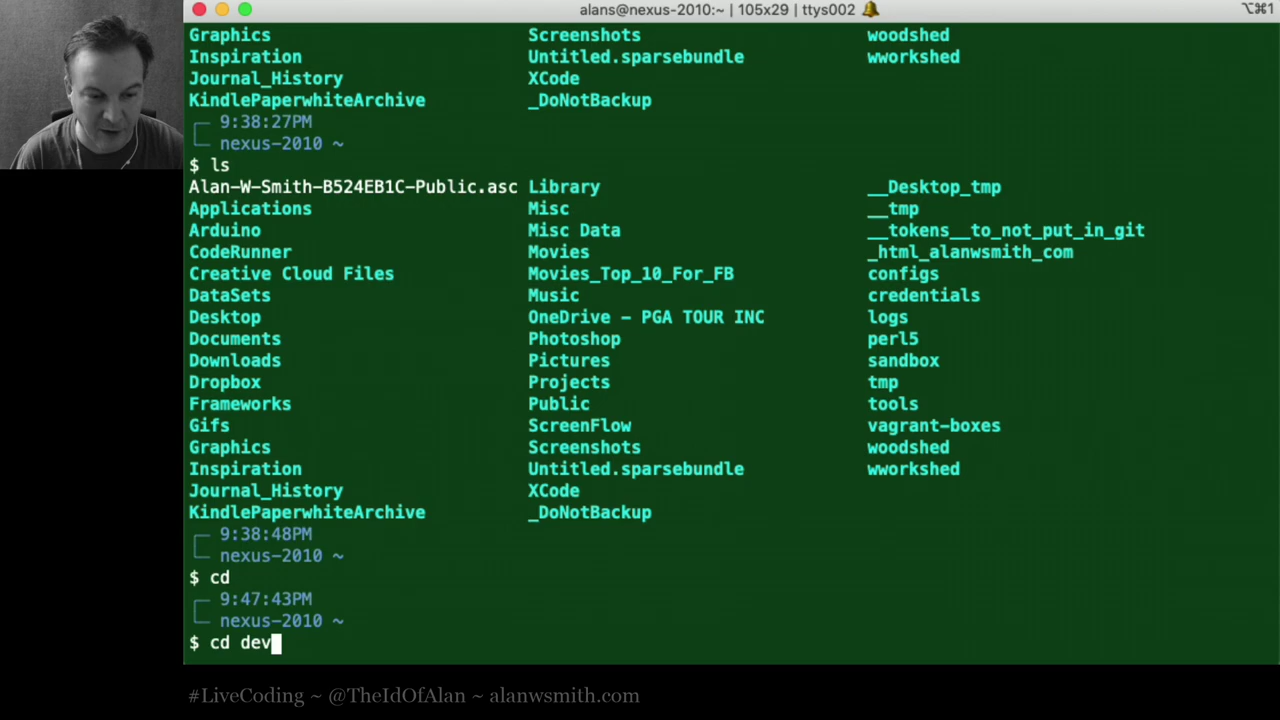 alans@nexus-2010:~ | 105x29 | ttys002 🔔 ⌥⌘1
Graphics Screenshots woodshed
Inspiration Untitled.sparsebundle wworkshed
Journal_History XCode
KindlePaperwhiteArchive _DoNotBackup
9:38:27PM
nexus-2010 ~
$ ls
Alan-W-Smith-B524EB1C-Public.asc Library __Desktop_tmp
Applications Misc __tmp
Arduino Misc Data __tokens__to_not_put_in_git
CodeRunner Movies _html_alanwsmith_com
Creative Cloud Files Movies_Top_10_For_FB configs
DataSets Music credentials
Desktop OneDrive - PGA TOUR INC logs
Documents Photoshop perl5
Downloads Pictures sandbox
Dropbox Projects tmp
Frameworks Public tools
Gifs ScreenFlow vagrant-boxes
Graphics Screenshots woodshed
Inspiration Untitled.sparsebundle wworkshed
Journal_History XCode
KindlePaperwhiteArchive _DoNotBackup
9:38:48PM
nexus-2010 ~
$ cd
9:47:43PM
nexus-2010 ~
$ cd dev
#LiveCoding ~ @TheIdOfAlan ~ alanwsmith.com